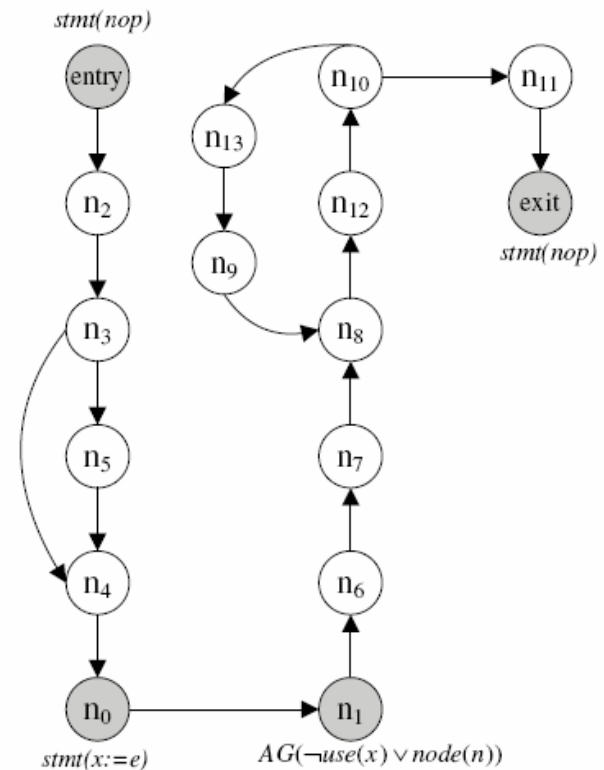 stmt(nop)
entry
n₂
n₃
n₅
n₄
n₀
stmt(x:=e)
n₁
AG(¬use(x)∨node(n))
n₆
n₇
n₈
n₁₂
n₁₀
n₁₃
n₉
n₁₁
exit
stmt(nop)